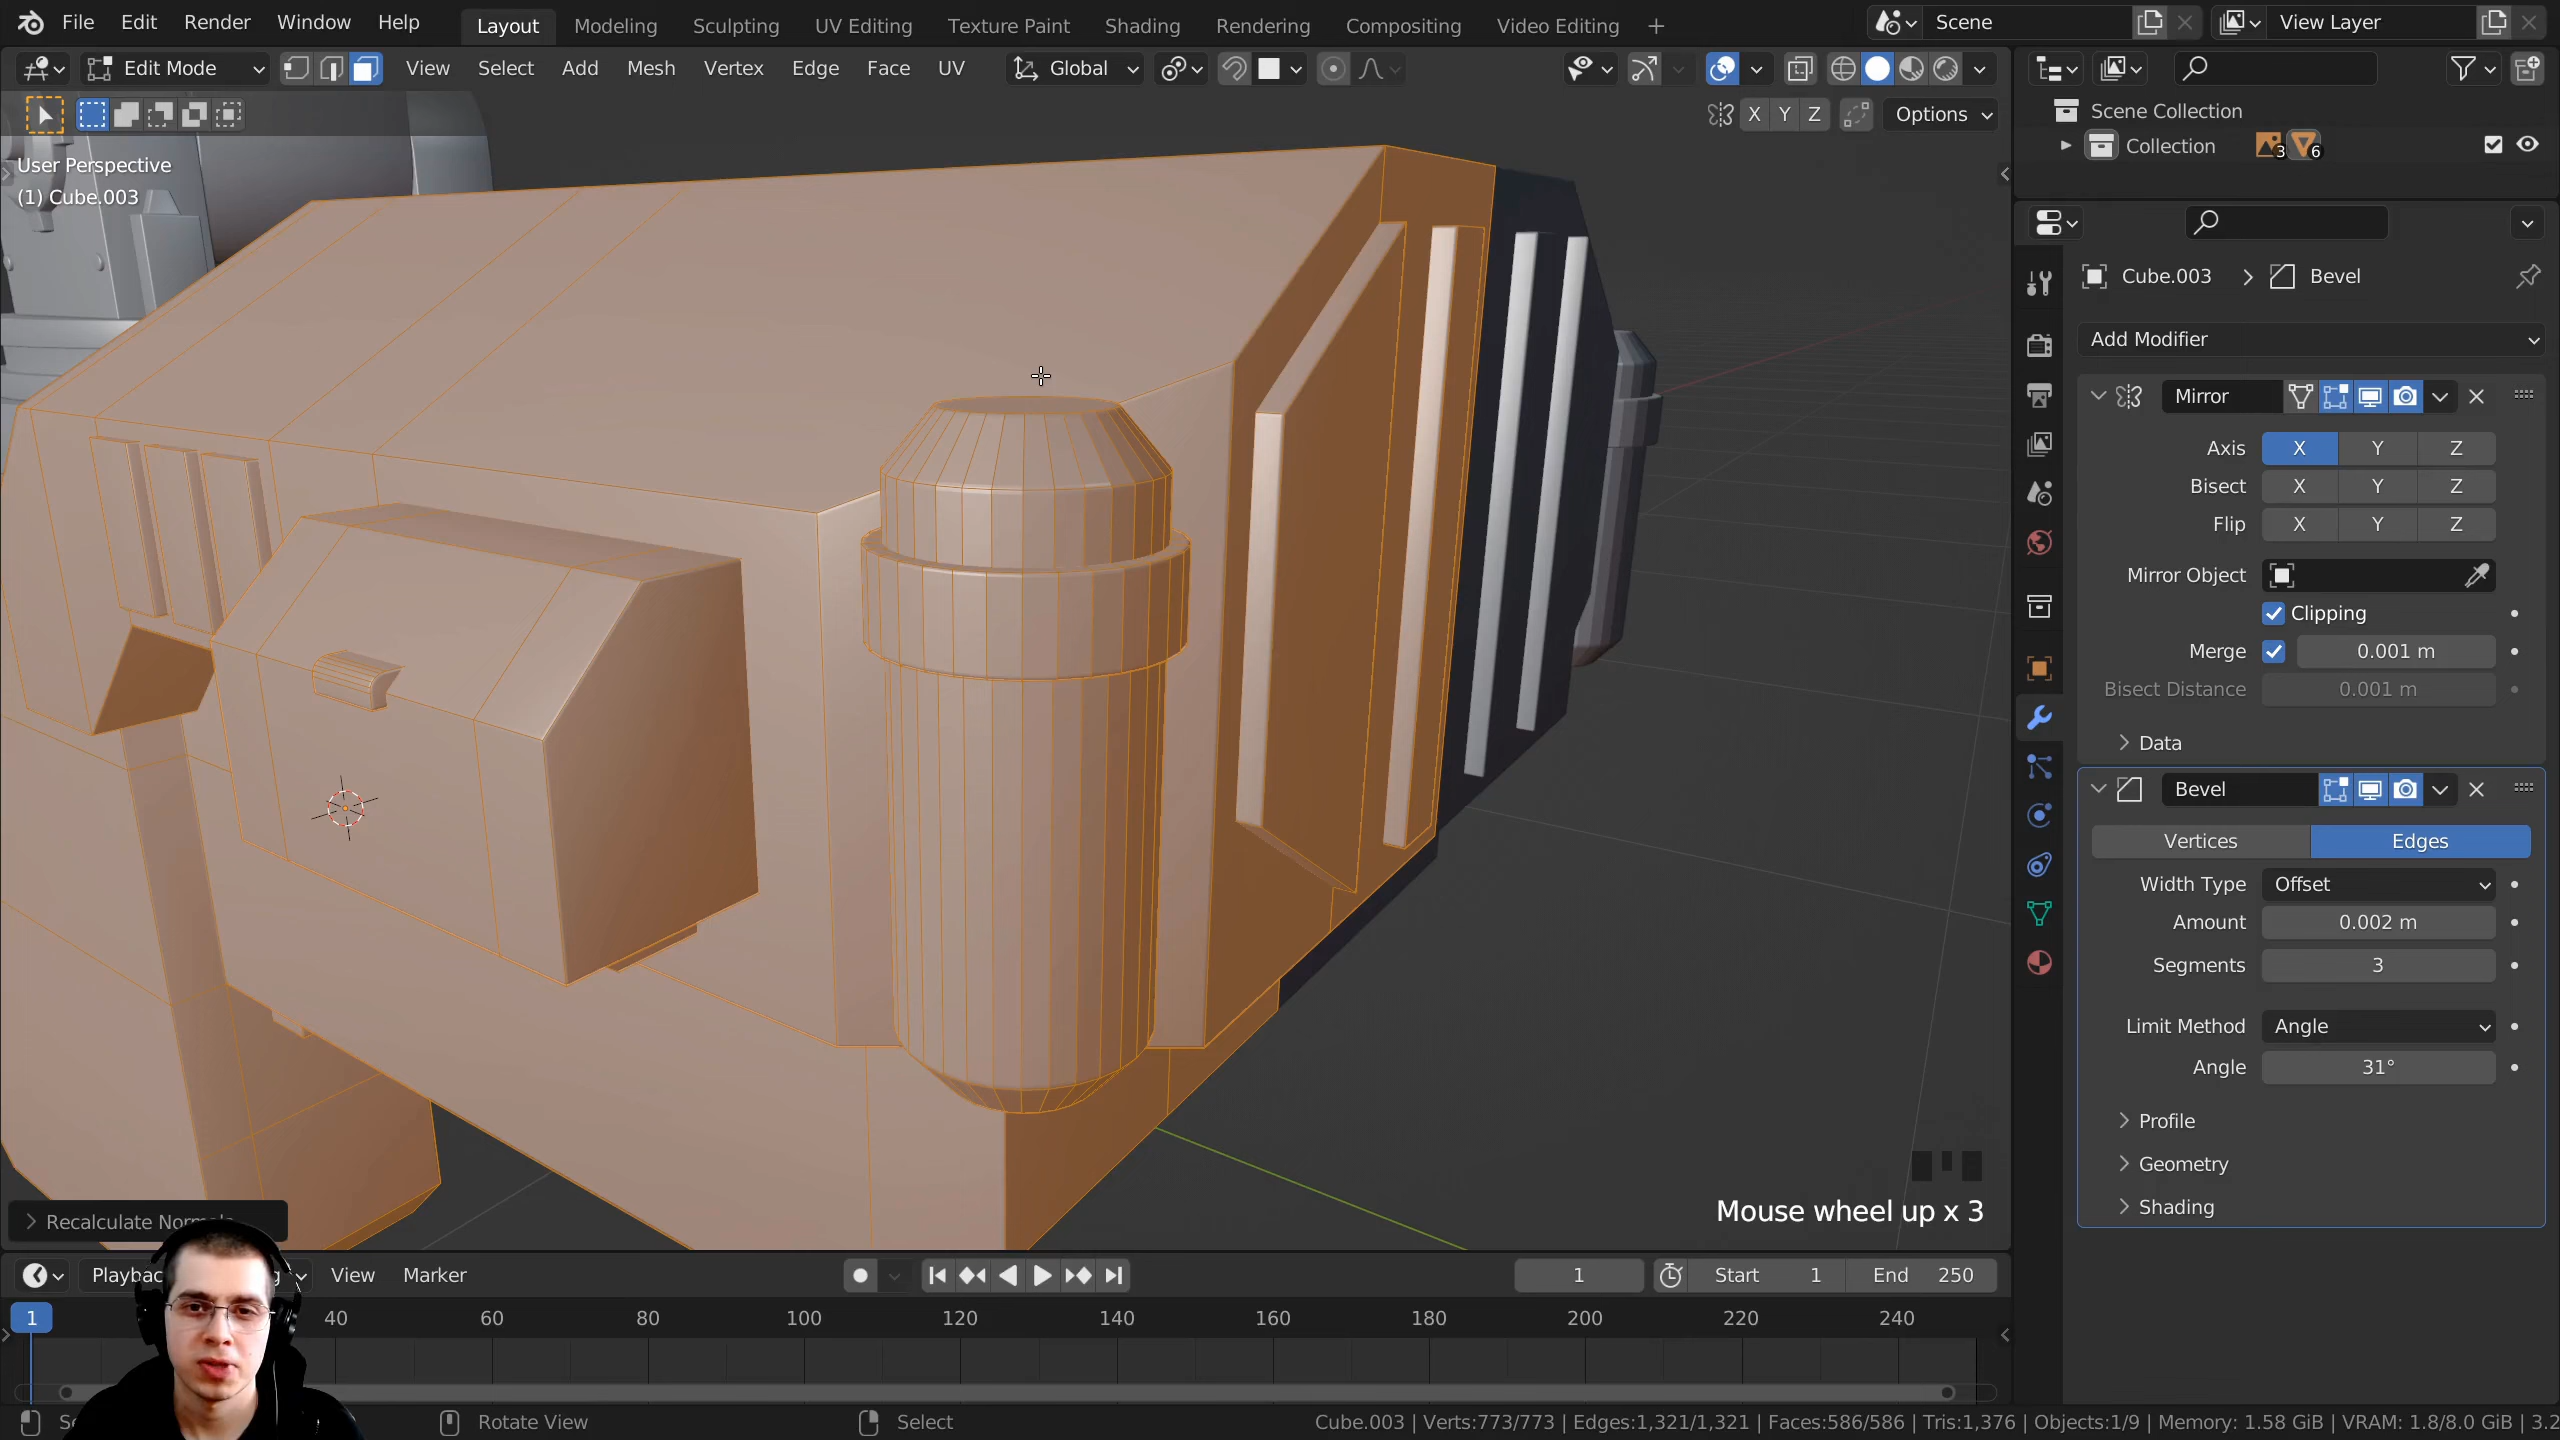 File Edit Render Window Help Layout Modeling Sculpting UV Editing Texture Paint Shading Rendering Compositing Video Editing + Scene View Layer
Edit Mode View Select Add Mesh Vertex Edge Face UV Global
X Y Z Options
Scene Collection
Collection 3 6
User Perspective
(1) Cube.003
Cube.003 > Bevel
Add Modifier
Mirror
Axis X Y Z
Bisect X Y Z
Flip X Y Z
Mirror Object
Clipping
Merge 0.001 m
Bisect Distance 0.001 m
Data
Bevel
Vertices Edges
Width Type Offset
Amount 0.002 m
Segments 3
Limit Method Angle
Angle 31°
Profile
Geometry
Shading
Mouse wheel up x 3
Recalculate
View Marker 1 Start 1 End 250
1 40 60 80 100 120 140 160 180 200 220 240
Rotate View Select Cube.003 | Verts:773/773 | Edges:1,321/1,321 | Faces:586/586 | Tris:1,376 | Objects:1/9 | Memory: 1.58 GiB | VRAM: 1.8/8.0 GiB | 3.2